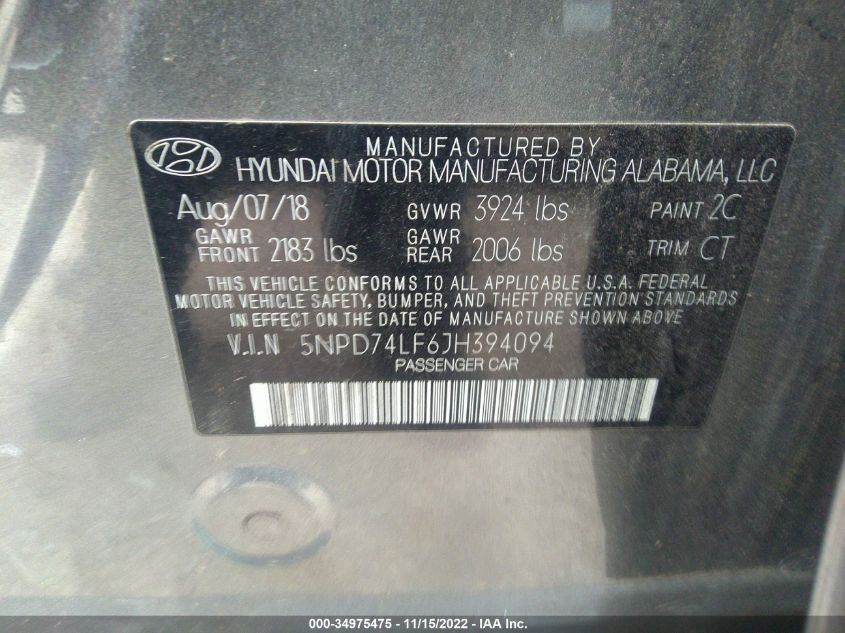 MANUFACTURED BY
HYUNDAI MOTOR MANUFACTURING ALABAMA, LLC
Aug/07/18 GVWR 3924 lbs PAINT 2C
GAWR FRONT 2183 lbs GAWR REAR 2006 lbs TRIM CT
THIS VEHICLE CONFORMS TO ALL APPLICABLE U.S.A. FEDERAL
MOTOR VEHICLE SAFETY, BUMPER, AND THEFT PREVENTION STANDARDS
IN EFFECT ON THE DATE OF MANUFACTURE SHOWN ABOVE
V.I.N 5NPD74LF6JH394094
PASSENGER CAR
000-34975475 - 11/15/2022 - IAA Inc.